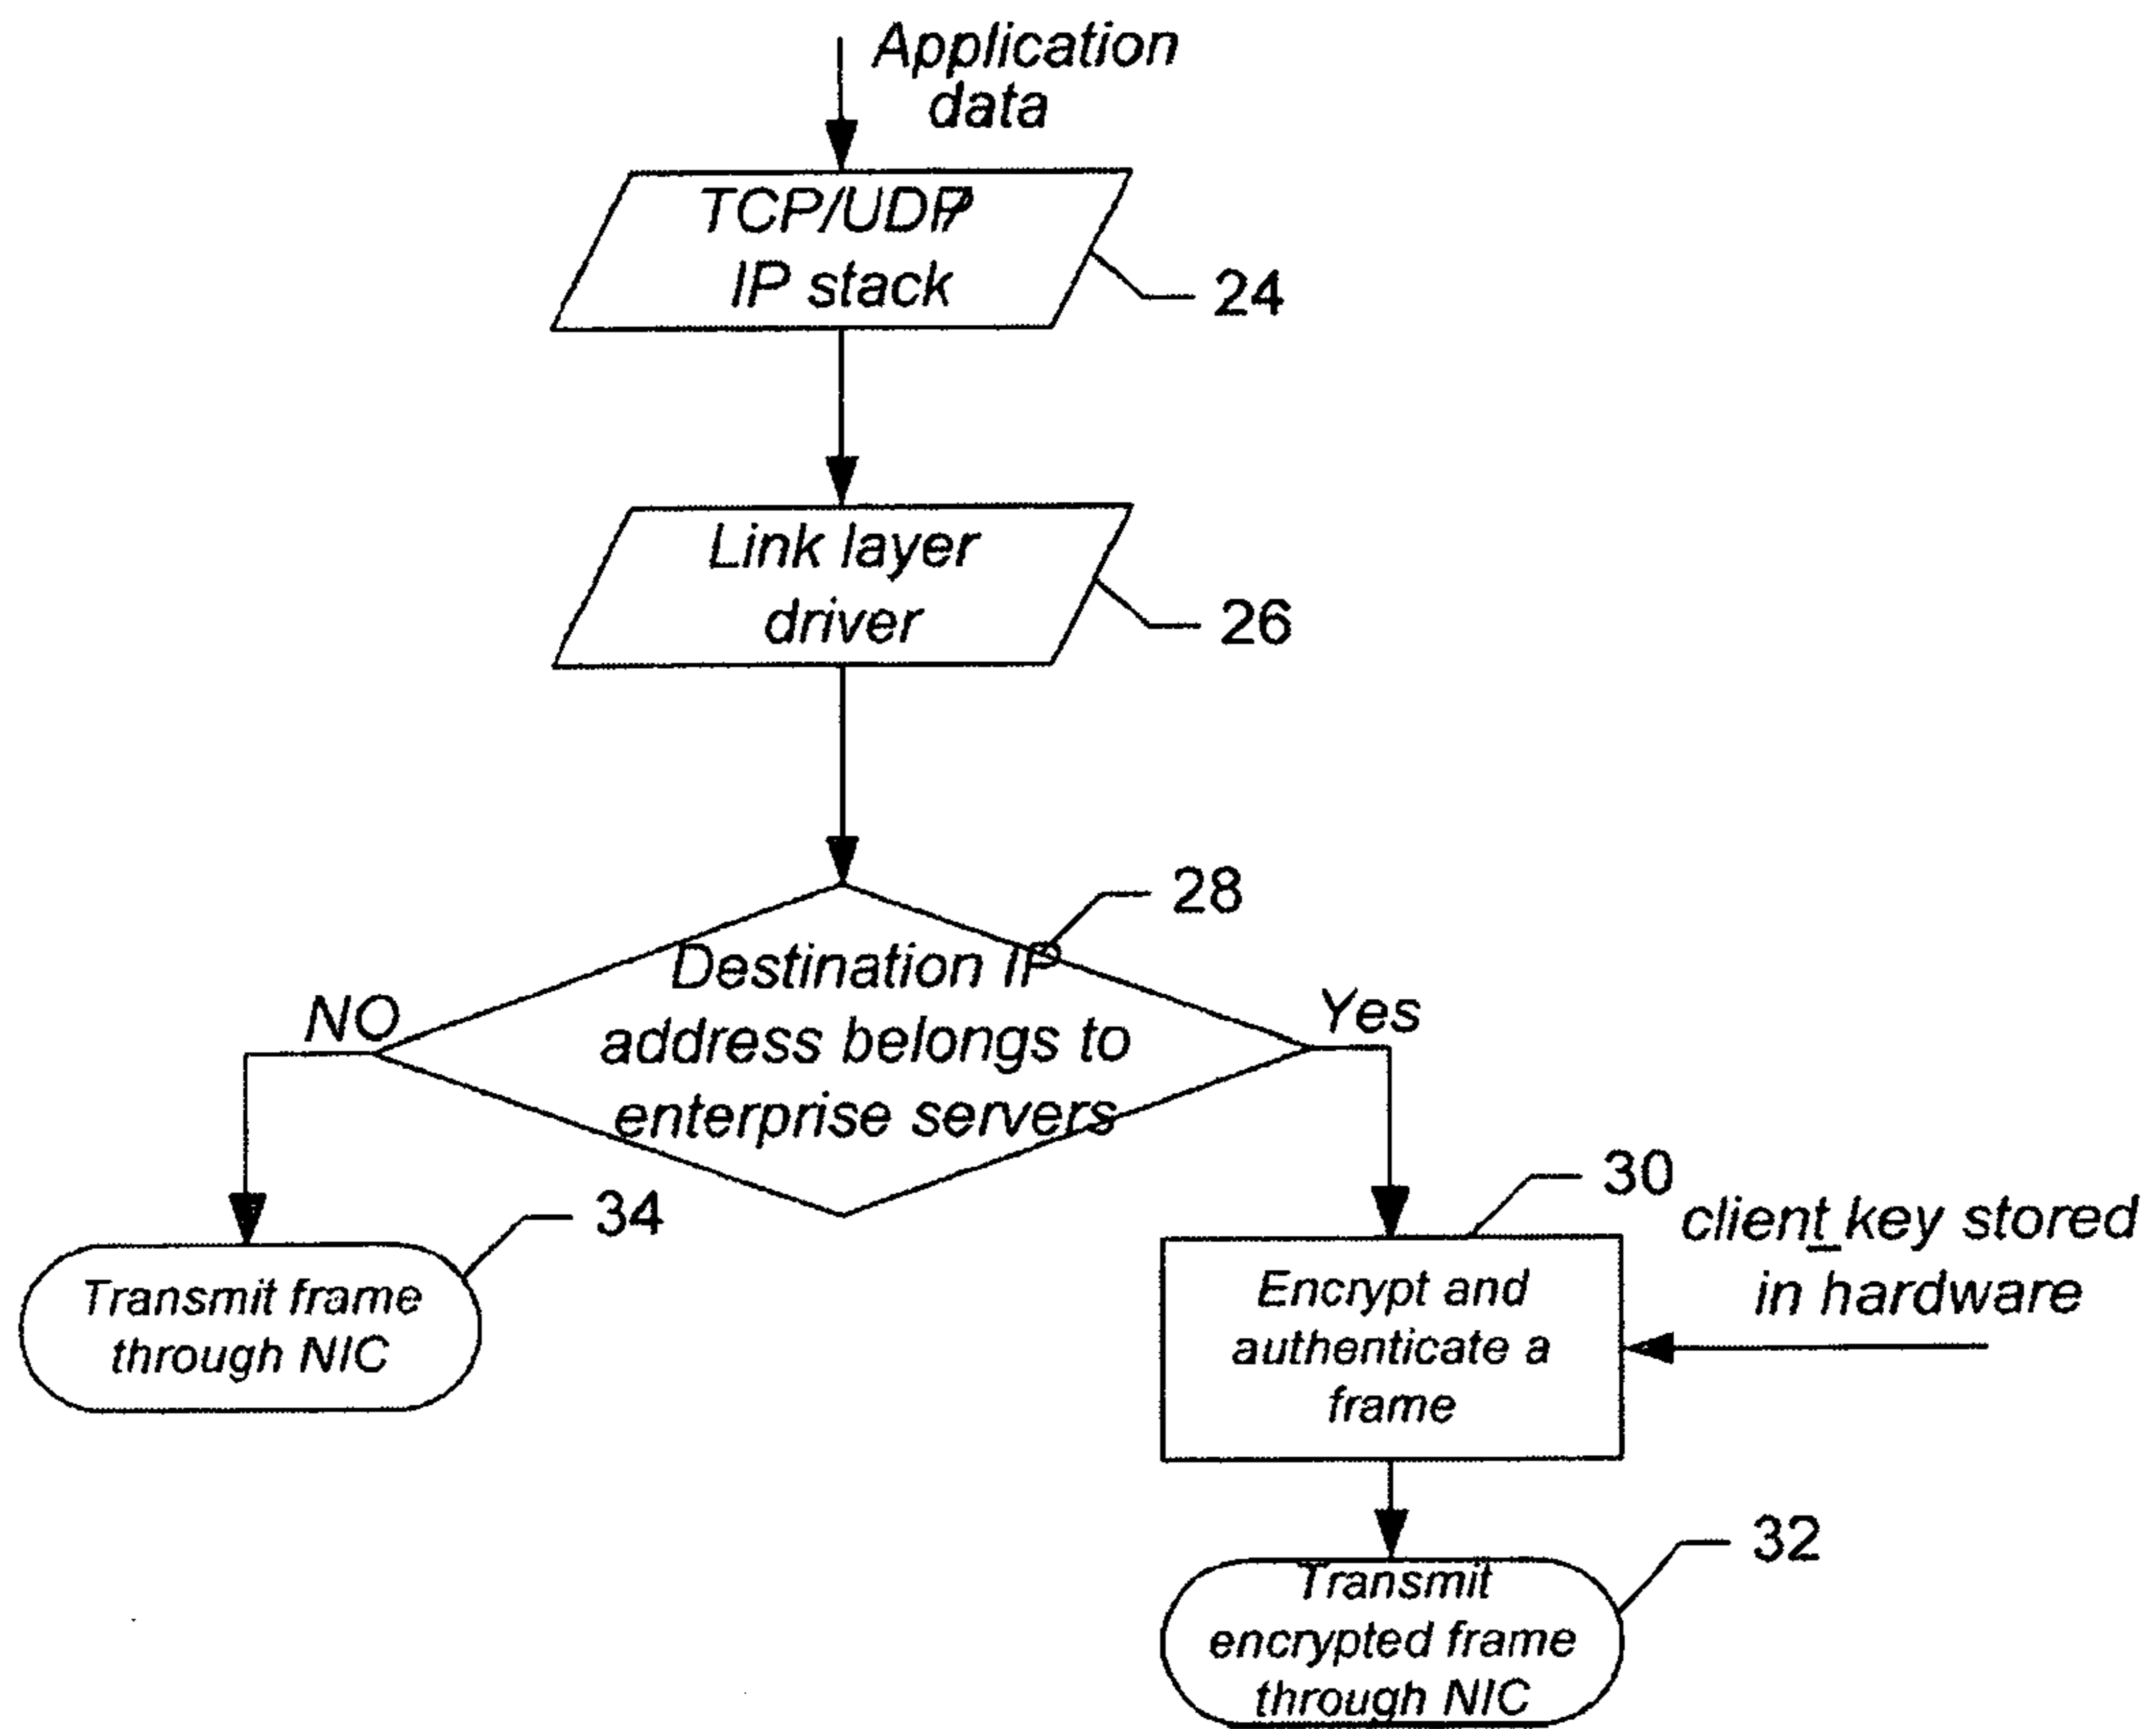 Application
data
TCP/UDP/
IP stack
24
Link layer
driver
26
28
Destination IP
address belongs to
enterprise servers
NO
Yes
34
Transmit frame
through NIC
30
client_key stored
in hardware
Encrypt and
authenticate a
frame
32
Transmit
encrypted frame
through NIC